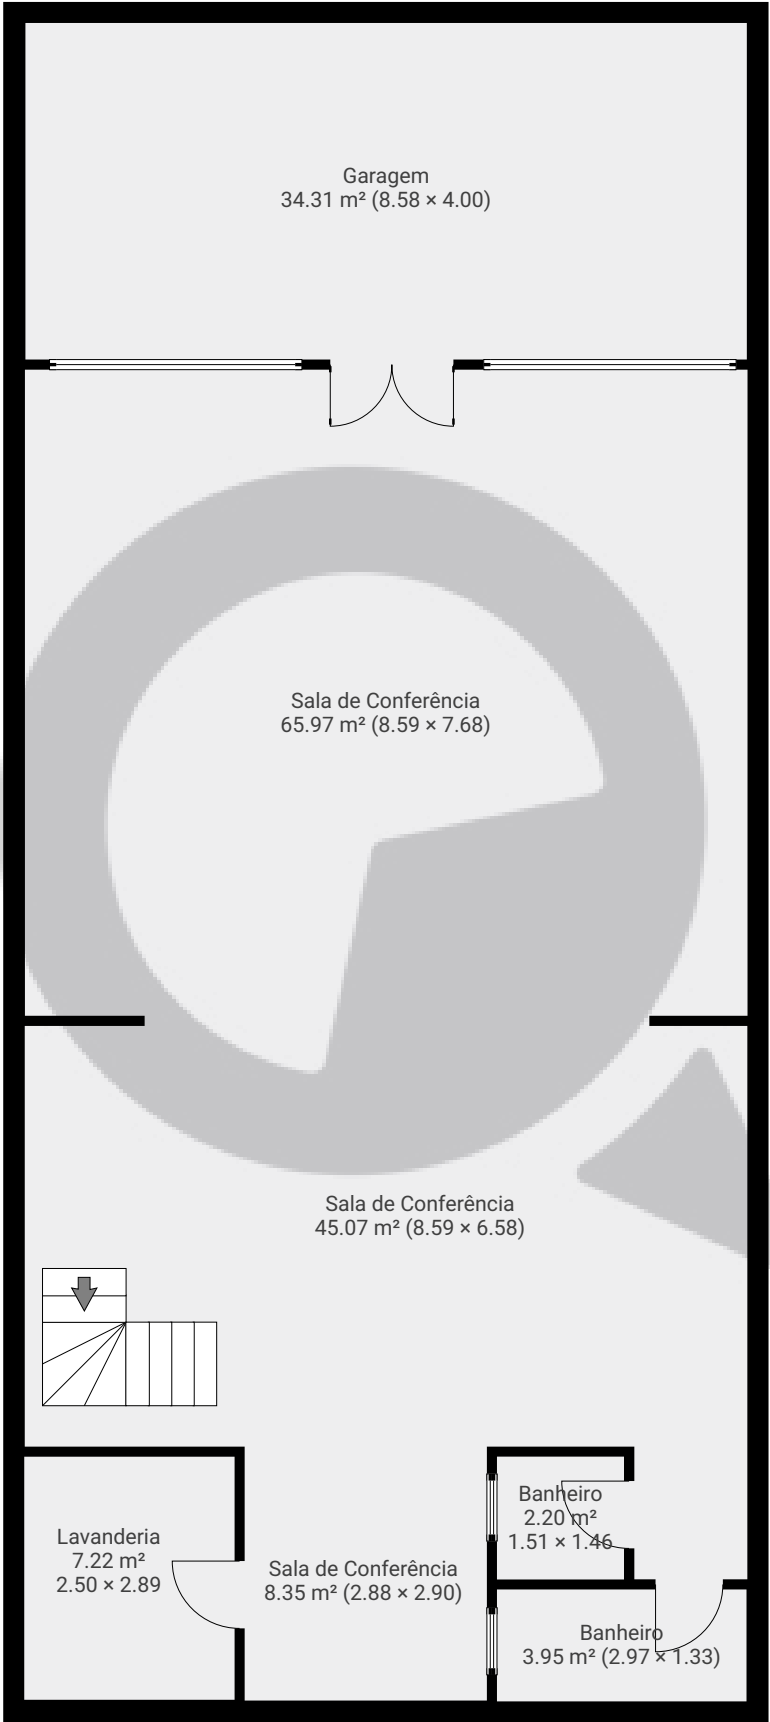 Garagem
34.31 m² (8.58 × 4.00)
Sala de Conferência
65.97 m² (8.59 × 7.68)
Sala de Conferência
45.07 m² (8.59 × 6.58)
Lavanderia
7.22 m²
2.50 × 2.89
Sala de Conferência
8.35 m² (2.88 × 2.90)
Banheiro
2.20 m²
1.51 × 1.46
Banheiro
3.95 m² (2.97 × 1.33)